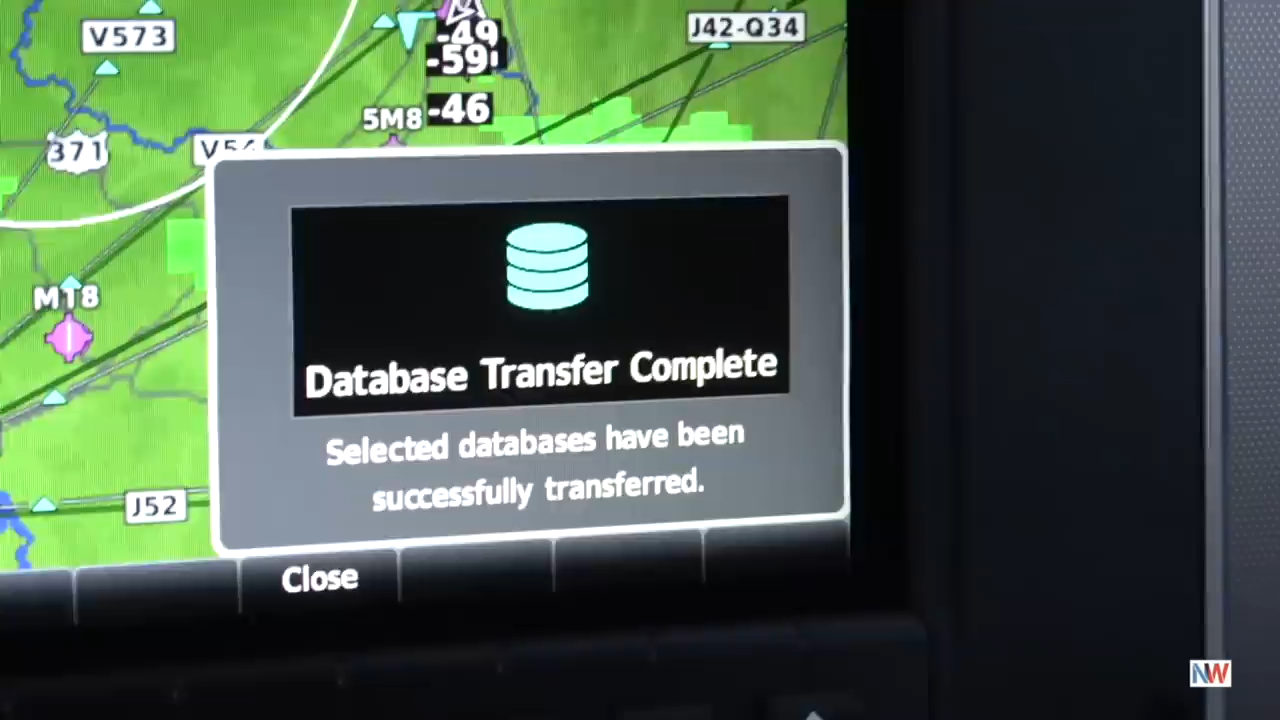 V573
-49
-59
J42-Q34
5M8
-46
371
MT8
Database Transfer Complete
Selected databases have been
successfully transferred.
J52
Close
NW